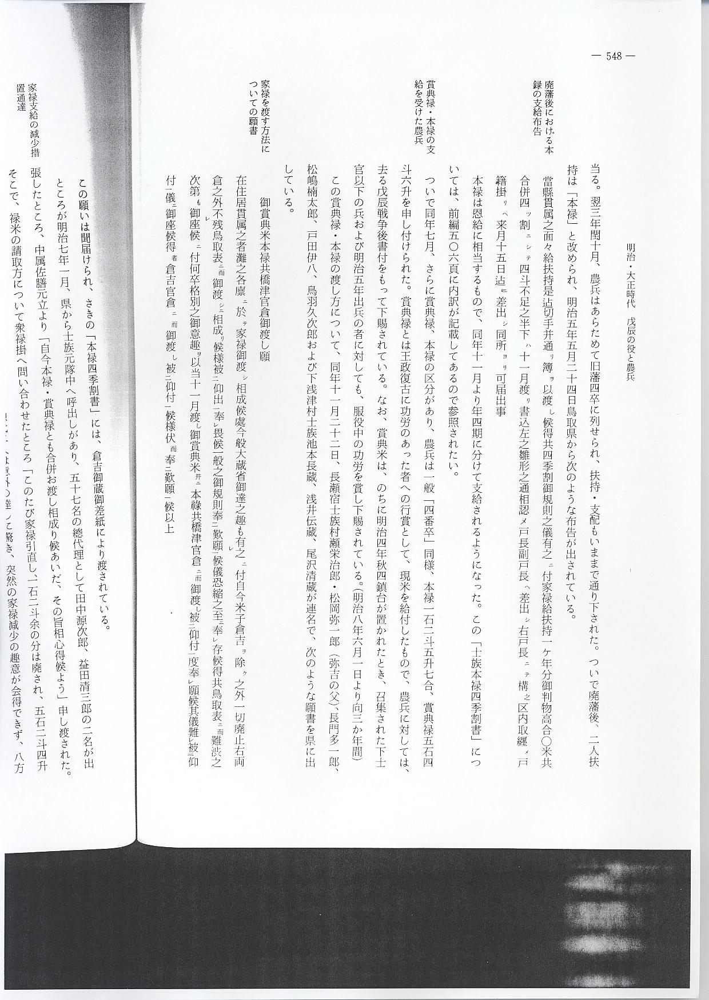 ― 548 ―
明治・大正時代　戊辰の役と農兵
当る。翌三年閏十月、農兵はあらためて旧藩四卒に列せられ、扶持・支配もいままで通り下された。ついで廃藩後、二人扶
持は「本禄」と改められ、明治五年五月二十四日鳥取県から次のような布告が出されている。
廃藩後における本
録の支給布告
當縣貫属之面々給扶持是迠切手并通リ簿ヲ以渡し候得共四季割御規則之儀有之ニ付家禄給扶持一ケ年分御判物高合〇米共
合併四ッ割ニシテ四斗不足之半下ハ十一月渡リ書込左之雛形之通相認メ戸長副戸長ヘ差出シ右戸長ニテ構之区内取纒メ戸
籍掛リヘ来月十五日迠ニ差出シ同所ヨリ可届出事
本禄は恩給に相当するもので、同年十一月より年四期に分けて支給されるようになった。この「士族本禄四季割書」につ
いては、前編五〇六頁に内訳が記載してあるので参照されたい。
賞典禄・本禄の支
給を受けた農兵
ついで同年七月、さらに賞典禄、本禄の区分があり、農兵は一般「四番卒」同様、本禄一石二斗五升七合、賞典禄五石四
斗六升を申し付けられた。賞典禄とは王政復古に功労のあった者への行賞として、現米を給付したもので、農兵に対しては、
去る戊辰戦争後書付をもって下賜されている。なお、賞典米は、のちに明治四年秋四鎮台が置かれたとき、召集された下士
官以下の兵および明治五年出兵の者に対しても、服役中の功労を賞し下賜されている。(明治八年六月一日より向三か年間)
この賞典禄・本禄の渡し方について、同年十一月二十二日、長瀬宿士族村瀬栄治郎・松岡弥一郎（弥吉の父）、長門多一郎、
松嶋楠太郎、戸田伊八、鳥羽久次郎および下浅津村士族池本長蔵、浅井伝蔵、尾沢清蔵が連名で、次のような願書を県に出
している。
家禄を渡す方法に
ついての願書
御賞典米本禄共橋津官倉御渡し願
在住居貫属之者灘之各廩ニ於テ家禄御渡シ相成候處今般大蔵省御達之趣も有レ之ニ付自今米子倉吉ヲ除ク之外一切廃止右両
倉之外不残鳥取表ニ而御渡シニ相成リ候様被ニ仰出一奉レ畏候一般之御規則奉ニ歎願一候儀恐縮之至ニ奉レ存候得共鳥取表ニ而難渋之
次第も御座候ニ付何卒格別之御意趣ヲ以当十一月渡し御賞典米并ニ本祿共橋津官倉ニ而御渡し被ニ仰付一度奉レ願候其儀難レ被ニ仰
付一儀ニ御座候得者倉吉官倉ニ而御渡し被ニ仰付一候様伏而奉ニ歎願一候以上
この願いは聞届けられ、さきの「本禄四季割書」には、倉吉御蔵御差紙により渡されている。
ところが明治七年一月、県から士族元隊中へ呼出しがあり、五十七名の總代理として田中源次郎、益田清三郎の二名が出
家禄支給の減少措
置通達
張したところ、中属佐膳元立より「自今本禄・賞典禄とも合併お渡し相成り候あいだ、その旨相心得候よう」申し渡された。
そこで、禄米の請取方について衆禄掛へ問い合わせたところ「このたび家禄引直し、一石二斗余の分は廃され、五石二斗四升
は意外の達しに驚き、突然の家禄減少の趣意が会得できず、八方